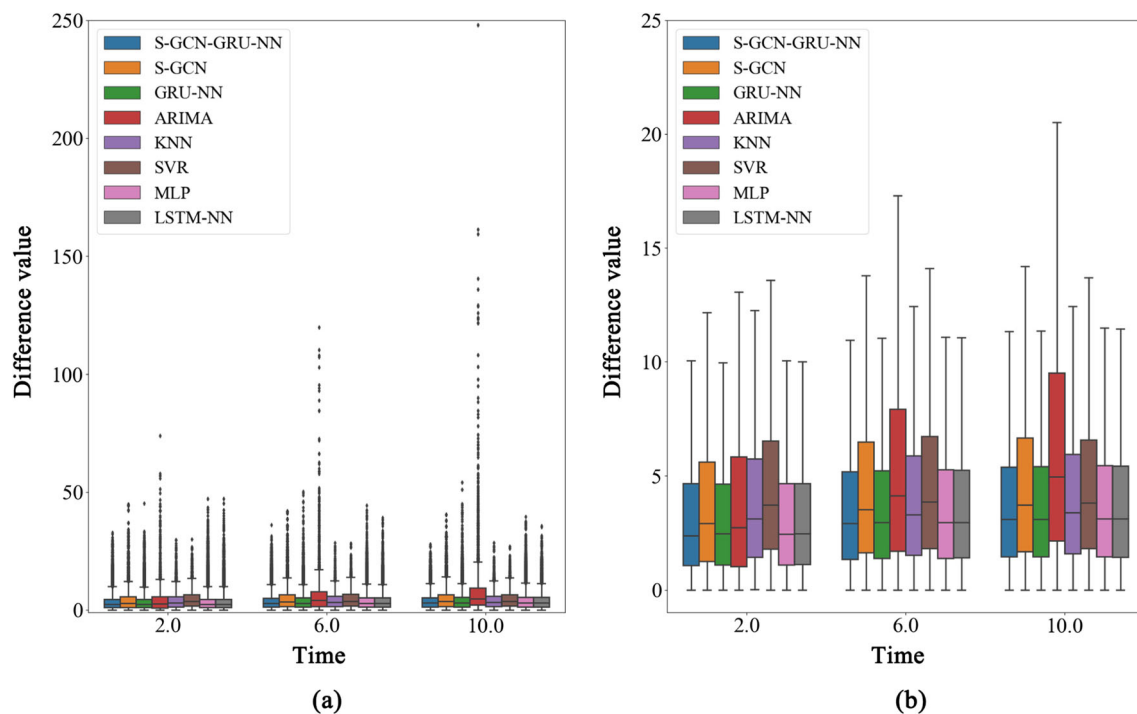 250
200
150
100
50
0
Difference value
S-GCN-GRU-NN
S-GCN
GRU-NN
ARIMA
KNN
SVR
MLP
LSTM-NN
2.0
6.0
10.0
Time
(a)
25
20
15
10
5
0
Difference value
S-GCN-GRU-NN
S-GCN
GRU-NN
ARIMA
KNN
SVR
MLP
LSTM-NN
2.0
6.0
10.0
Time
(b)